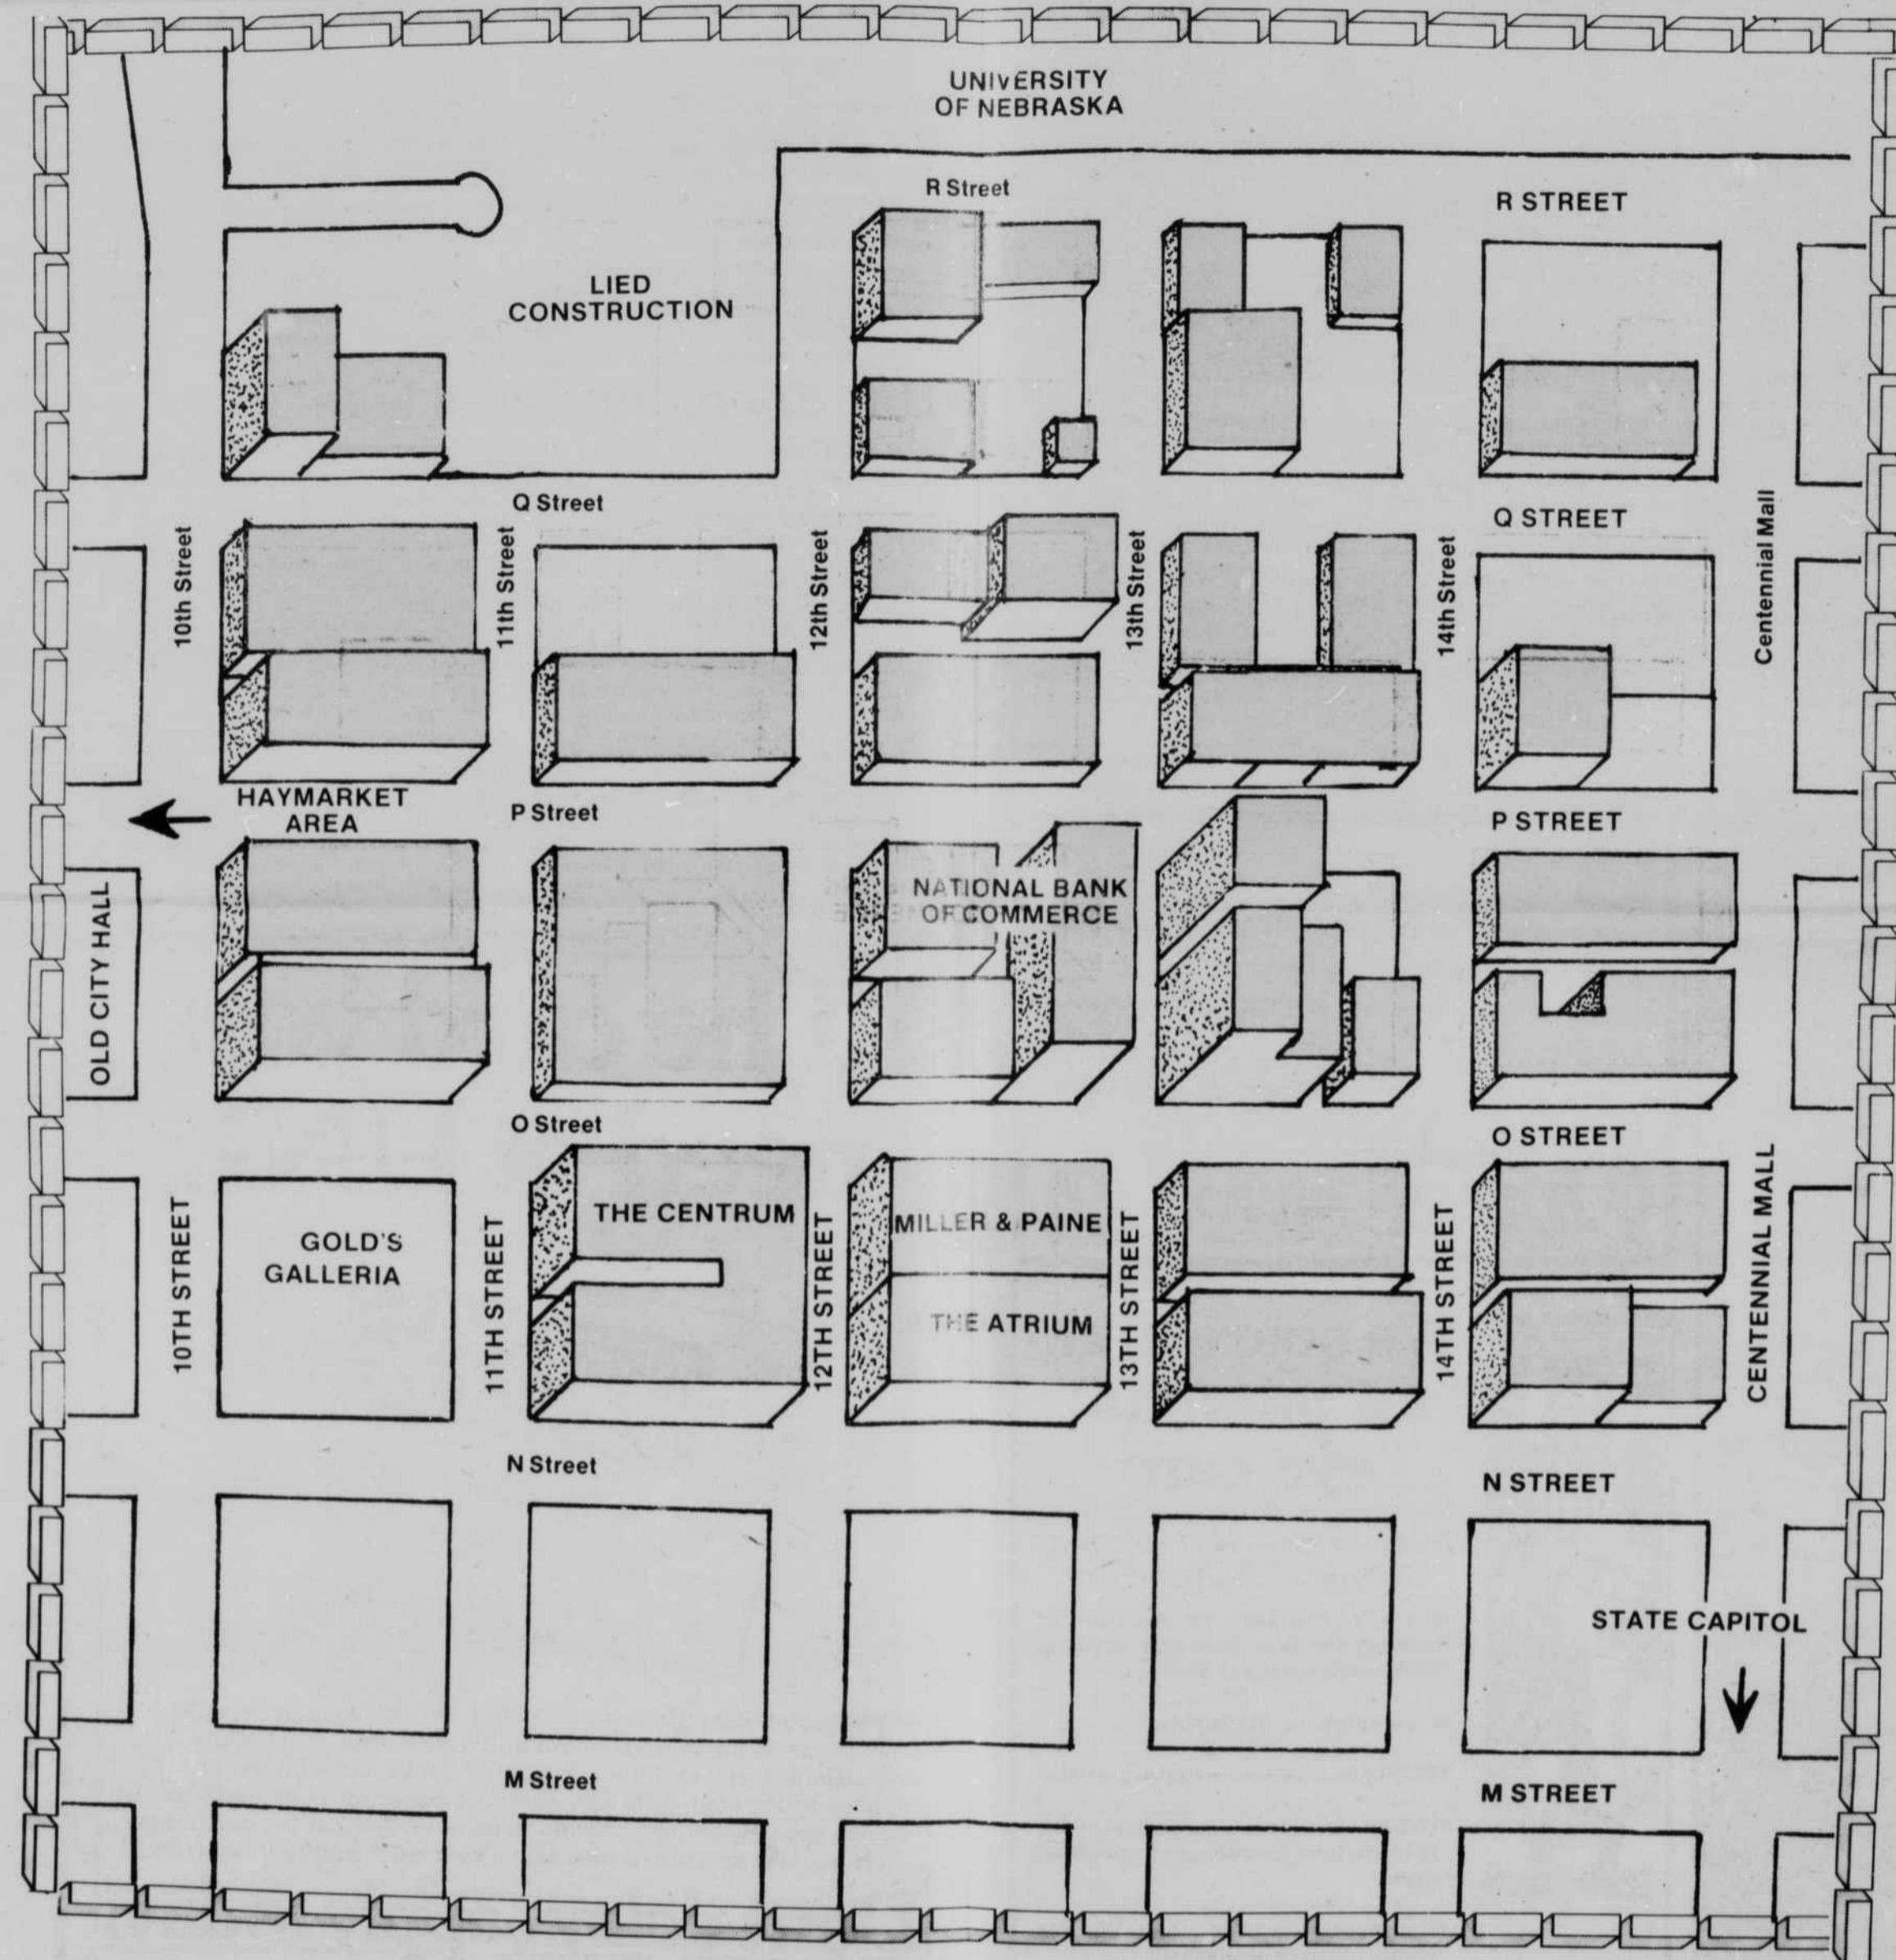 UNIVERSITY
OF NEBRASKA
R Street
R STREET
LIED
CONSTRUCTION
Q Street
Q STREET
10th Street
11th Street
12th Street
13th Street
14th Street
Centennial Mall
HAYMARKET
AREA
P Street
P STREET
OLD CITY HALL
NATIONAL BANK
OF COMMERCE
O Street
O STREET
10TH STREET
GOLD'S
GALLERIA
11TH STREET
THE CENTRUM
12TH STREET
MILLER & PAINE
THE ATRIUM
13TH STREET
14TH STREET
CENTENNIAL MALL
N Street
N STREET
STATE CAPITOL
M Street
M STREET